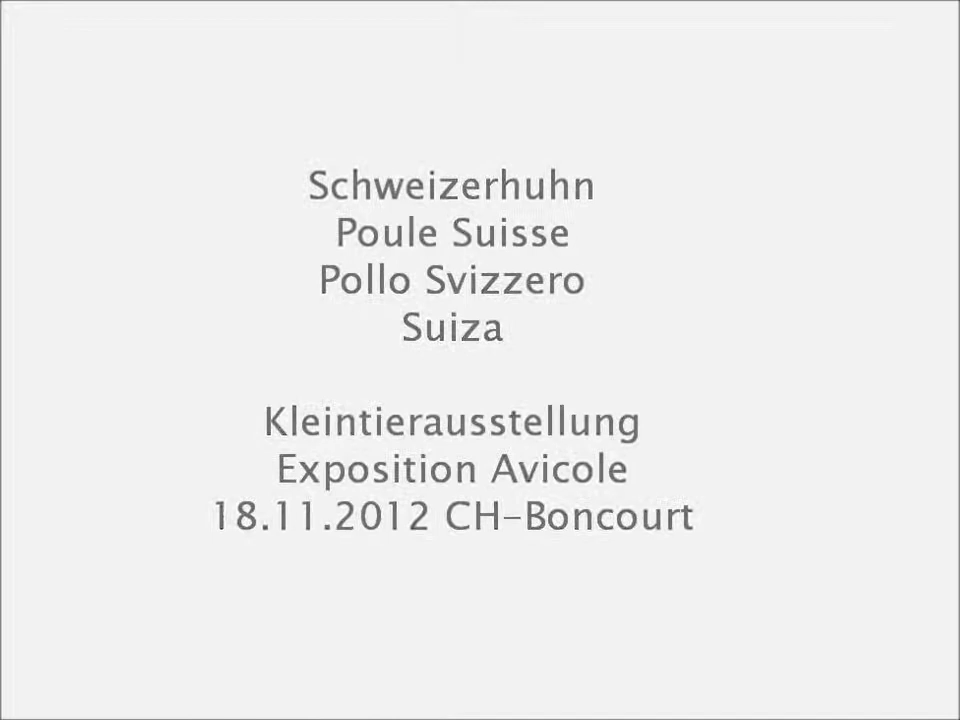 Schweizerhuhn
Poule Suisse
Pollo Svizzero
Suiza
Kleintierausstellung
Exposition Avicole
18.11.2012 CH-Boncourt